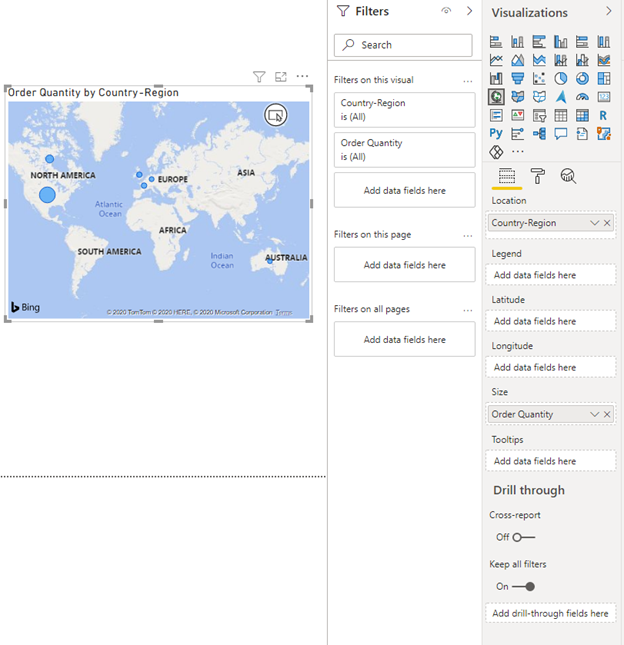 Order Quantity by Country-Region
NORTH AMERICA
EUROPE
ASIA
Atlantic
Ocean
AFRICA
SOUTH AMERICA
Indian
Ocean
AUSTRALIA
Bing
© 2020 TomTom © 2020 HERE, © 2020 Microsoft Corporation Terms
Filters
Search
Filters on this visual
Country-Region
is (All)
Order Quantity
is (All)
Add data fields here
Filters on this page
Add data fields here
Filters on all pages
Add data fields here
Visualizations
R
Py
Location
Country-Region
Legend
Add data fields here
Latitude
Add data fields here
Longitude
Add data fields here
Size
Order Quantity
Tooltips
Add data fields here
Drill through
Cross-report
Off
Keep all filters
On
Add drill-through fields here